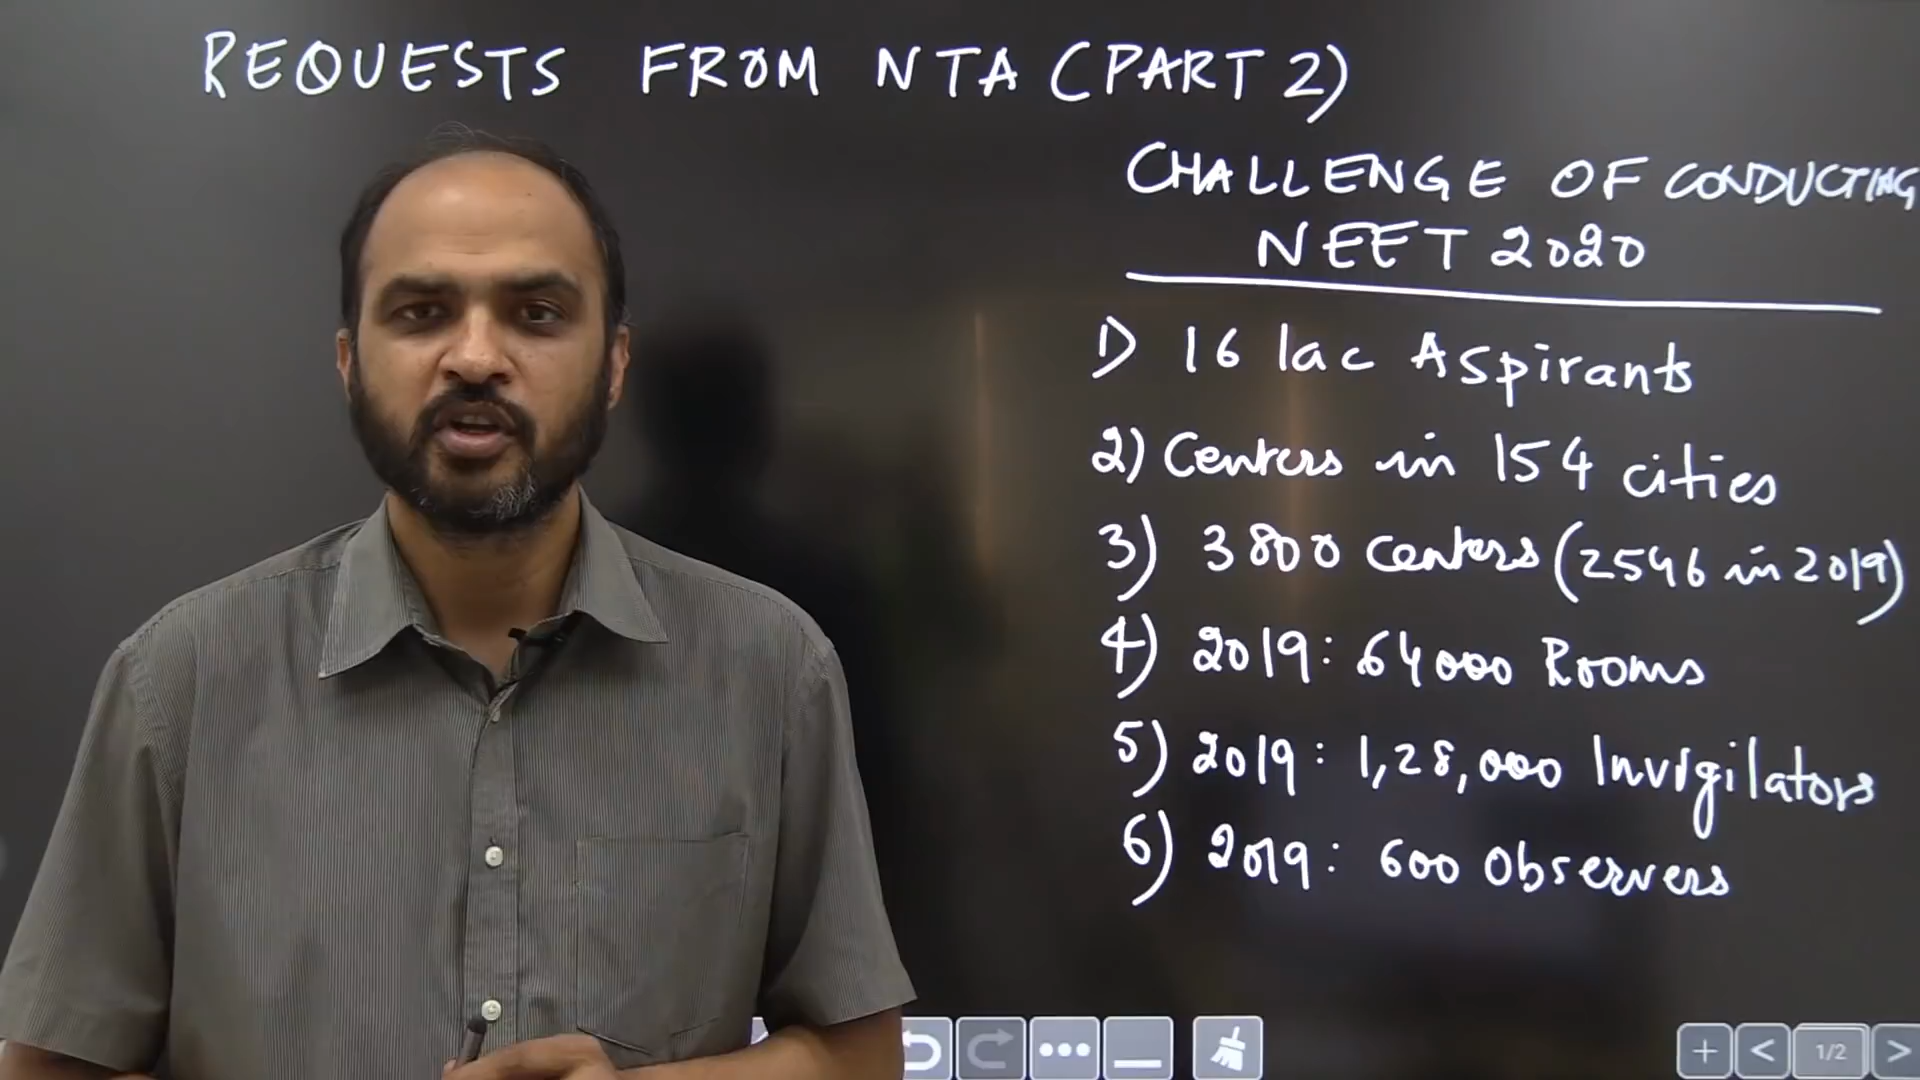 REQUESTS FROM NTA (PART 2)
CHALLENGE OF CONDUCTING
NEET 2020
1) 16 lac Aspirants
2) Centers in 154 cities
3) 3800 centers (2546 in 2019)
4) 2019: 64000 Rooms
5) 2019: 1,28,000 Invigilators
6) 2019: 600 Observers
1/2